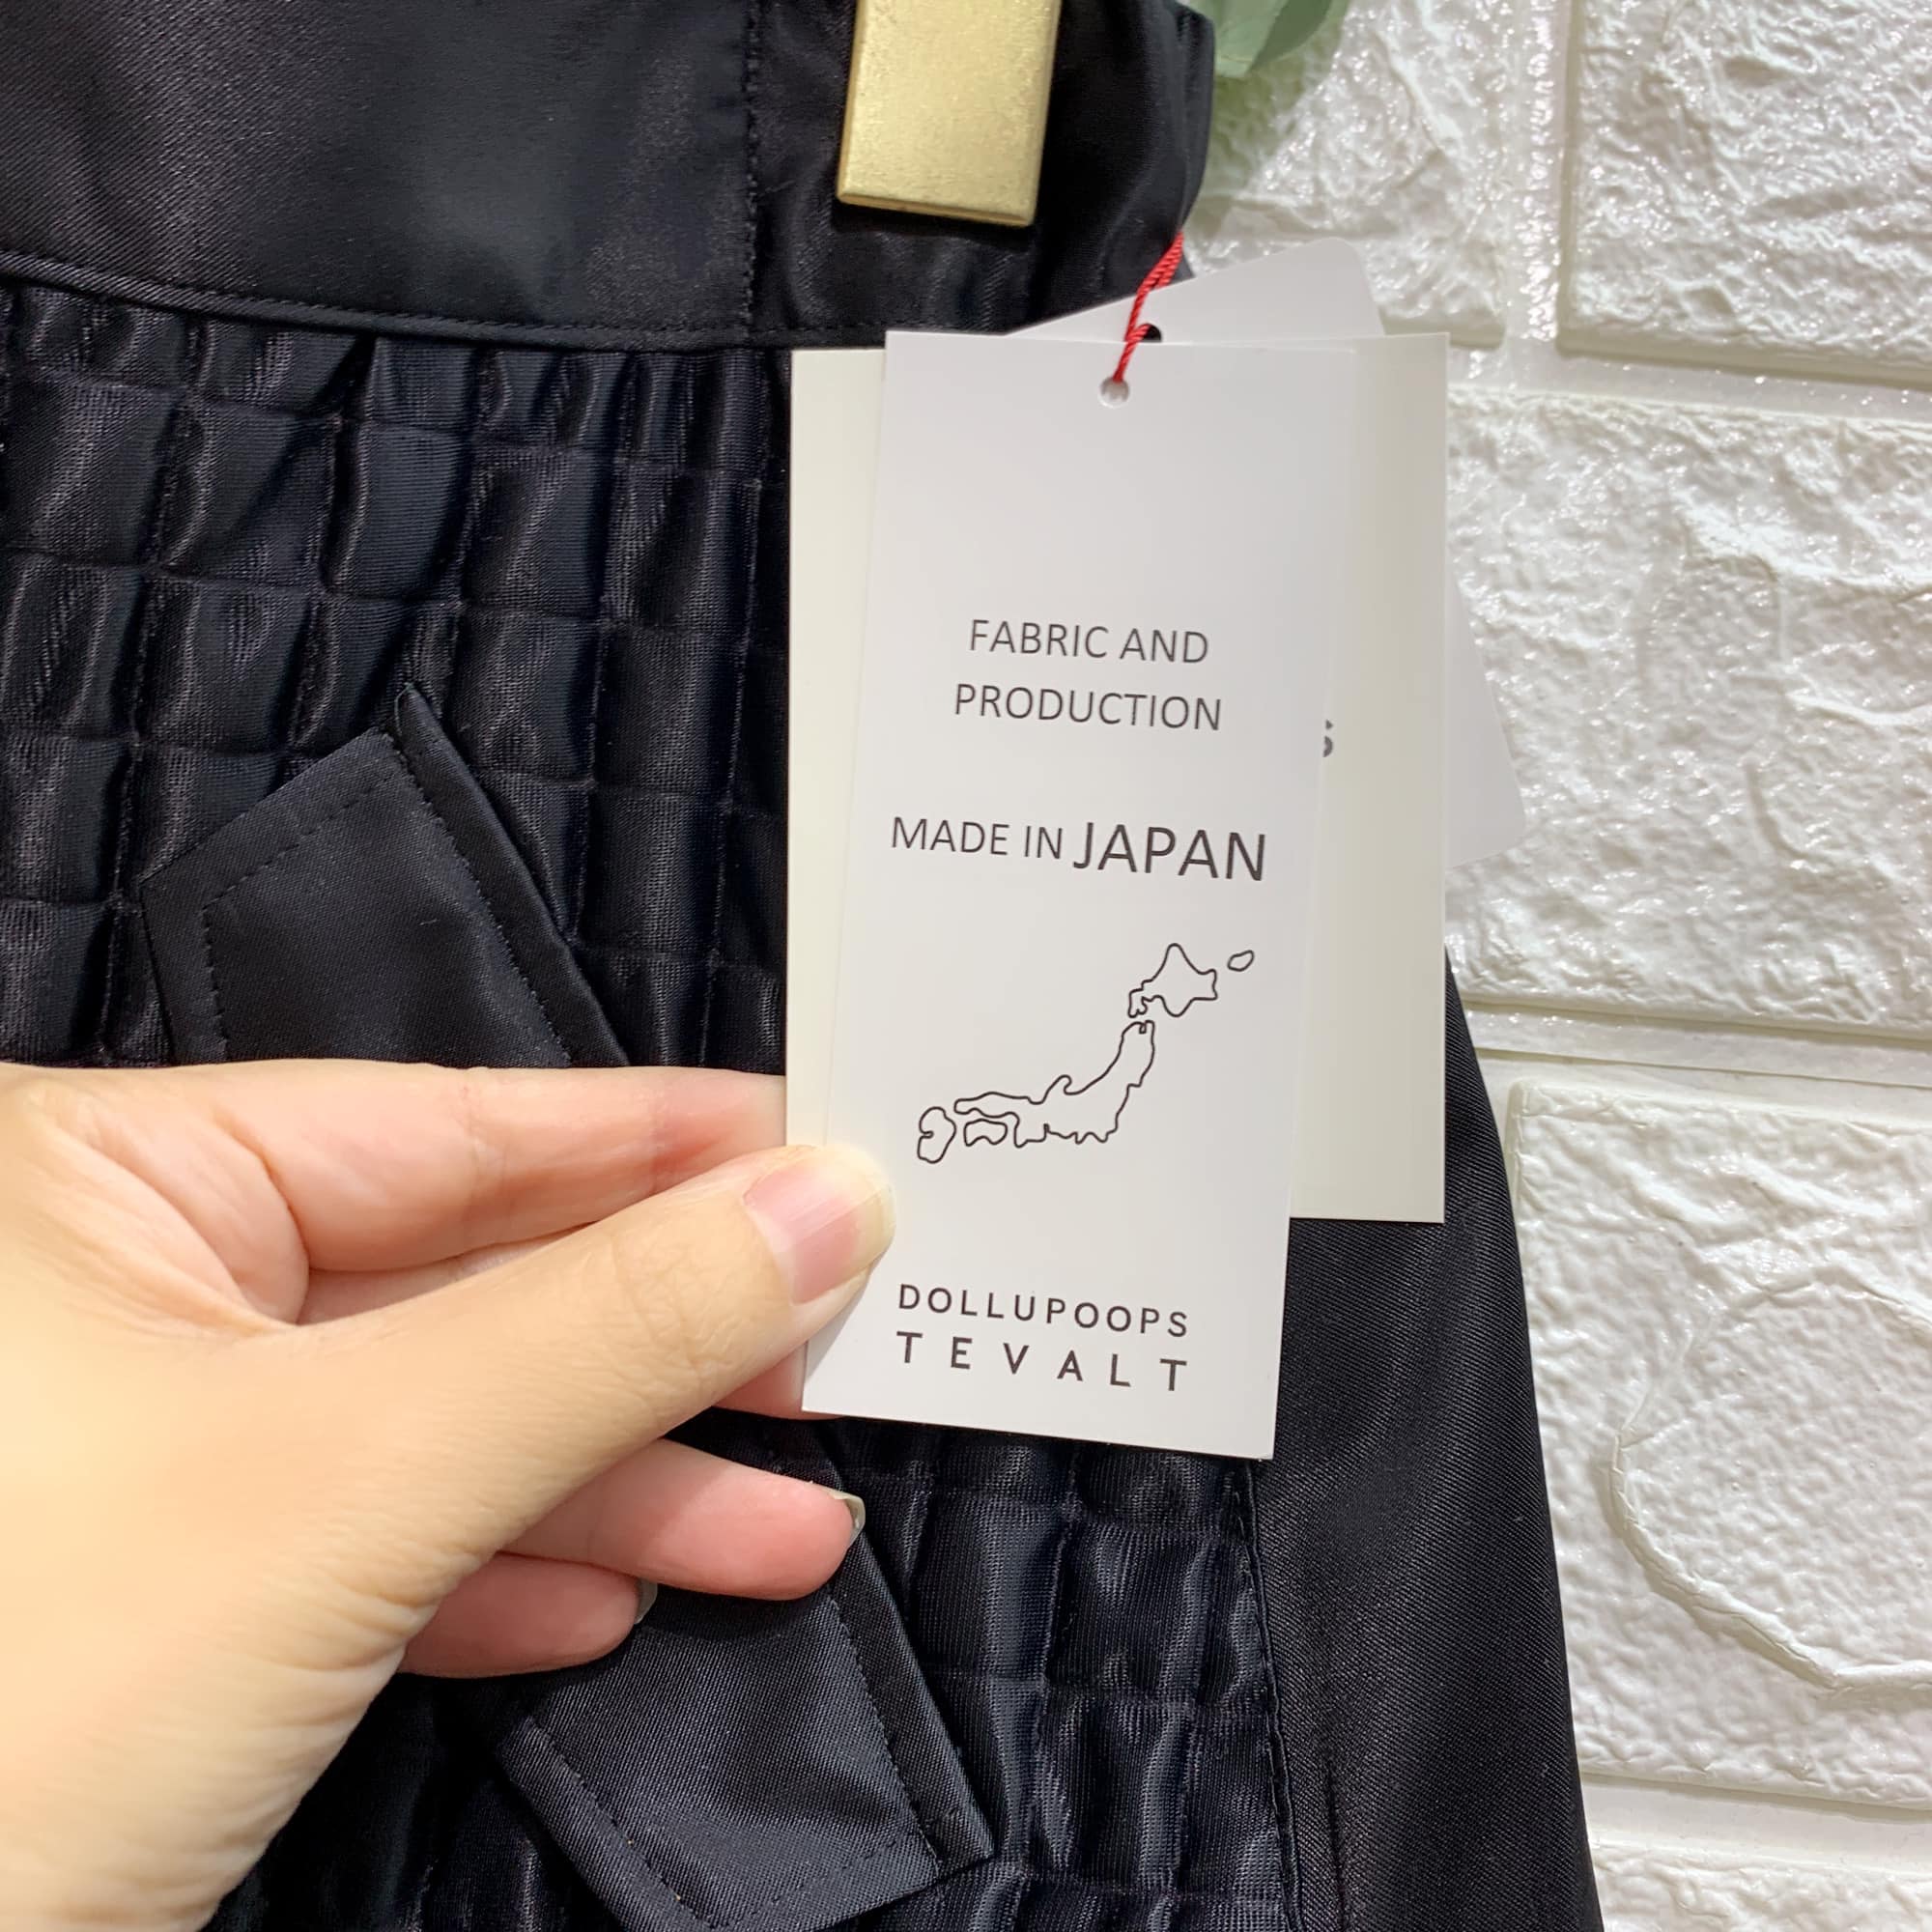 FABRIC AND
PRODUCTION
MADE IN JAPAN
DOLLUPOOPS
TEVALT